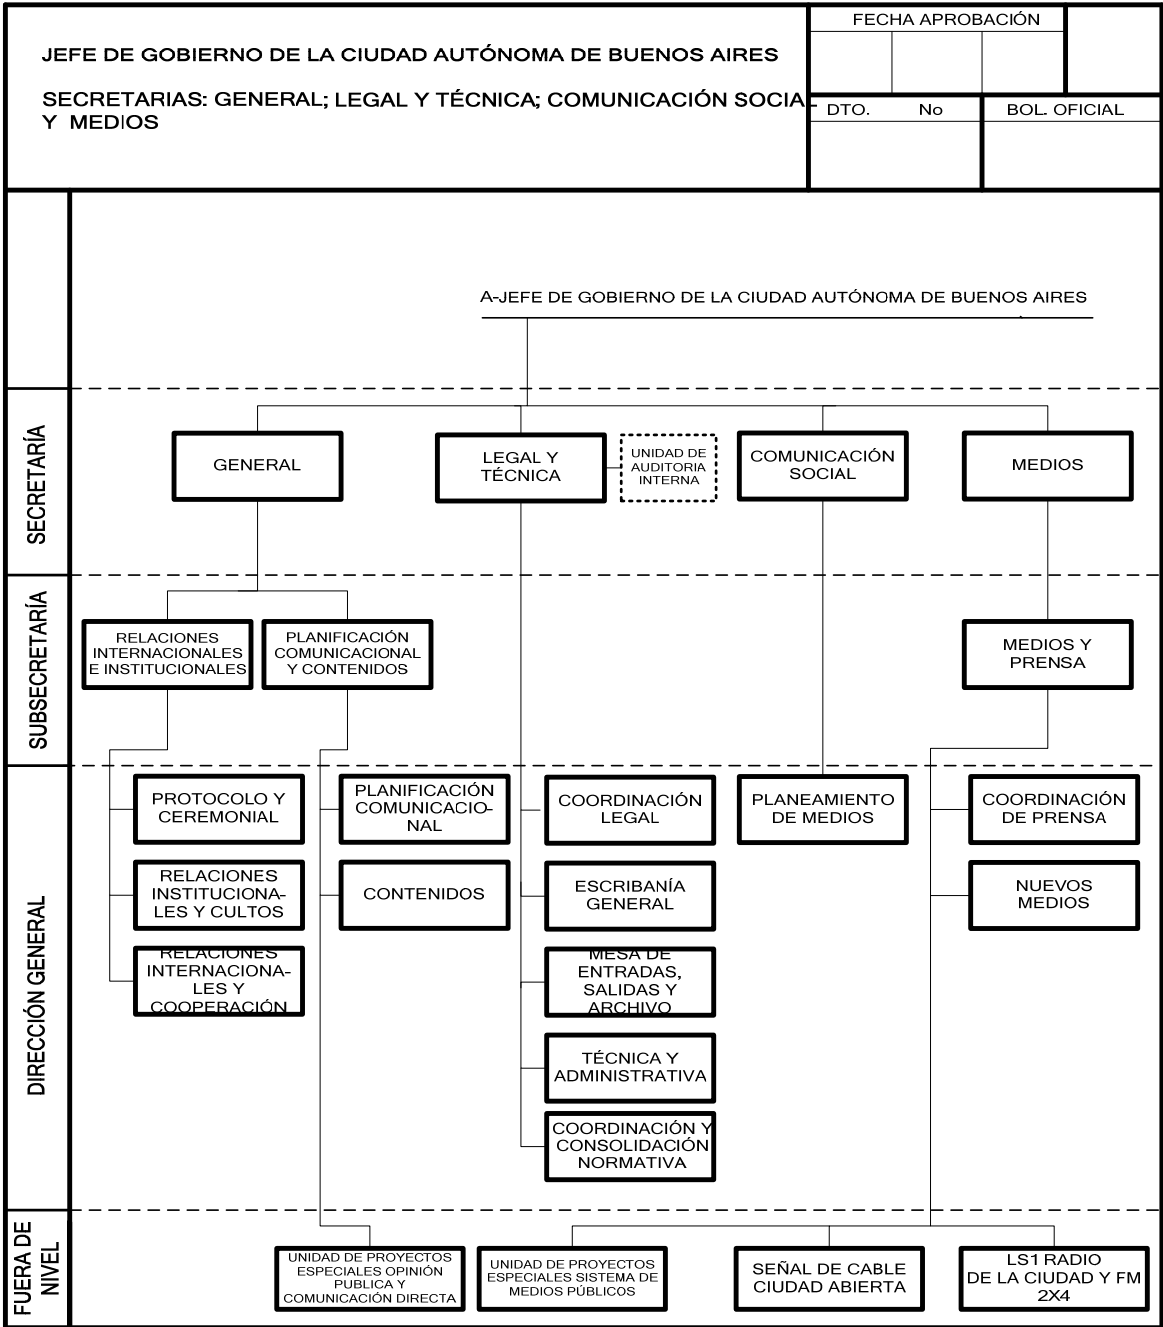 JEFE DE GOBIERNO DE LA CIUDAD AUTÓNOMA DE BUENOS AIRES
SECRETARIAS: GENERAL; LEGAL Y TÉCNICA; COMUNICACIÓN SOCIAL
Y MEDIOS
FECHA APROBACIÓN
DTO. No
BOL. OFICIAL
A-JEFE DE GOBIERNO DE LA CIUDAD AUTÓNOMA DE BUENOS AIRES
SECRETARÍA
GENERAL
LEGAL Y
TÉCNICA
UNIDAD DE
AUDITORIA
INTERNA
COMUNICACIÓN
SOCIAL
MEDIOS
SUBSECRETARÍA
RELACIONES
INTERNACIONALES
E INSTITUCIONALES
PLANIFICACIÓN
COMUNICACIONAL
Y CONTENIDOS
MEDIOS Y
PRENSA
DIRECCIÓN GENERAL
PROTOCOLO Y
CEREMONIAL
RELACIONES
INSTITUCIONA-
LES Y CULTOS
RELACIONES
INTERNACIONA-
LES Y
COOPERACIÓN
PLANIFICACIÓN
COMUNICACIO-
NAL
CONTENIDOS
COORDINACIÓN
LEGAL
ESCRIBANÍA
GENERAL
MESA DE
ENTRADAS,
SALIDAS Y
ARCHIVO
TÉCNICA Y
ADMINISTRATIVA
COORDINACIÓN Y
CONSOLIDACIÓN
NORMATIVA
PLANEAMIENTO
DE MEDIOS
COORDINACIÓN
DE PRENSA
NUEVOS
MEDIOS
FUERA DE
NIVEL
UNIDAD DE PROYECTOS
ESPECIALES OPINIÓN
PUBLICA Y
COMUNICACIÓN DIRECTA
UNIDAD DE PROYECTOS
ESPECIALES SISTEMA DE
MEDIOS PÚBLICOS
SEÑAL DE CABLE
CIUDAD ABIERTA
LS1 RADIO
DE LA CIUDAD Y FM
2X4